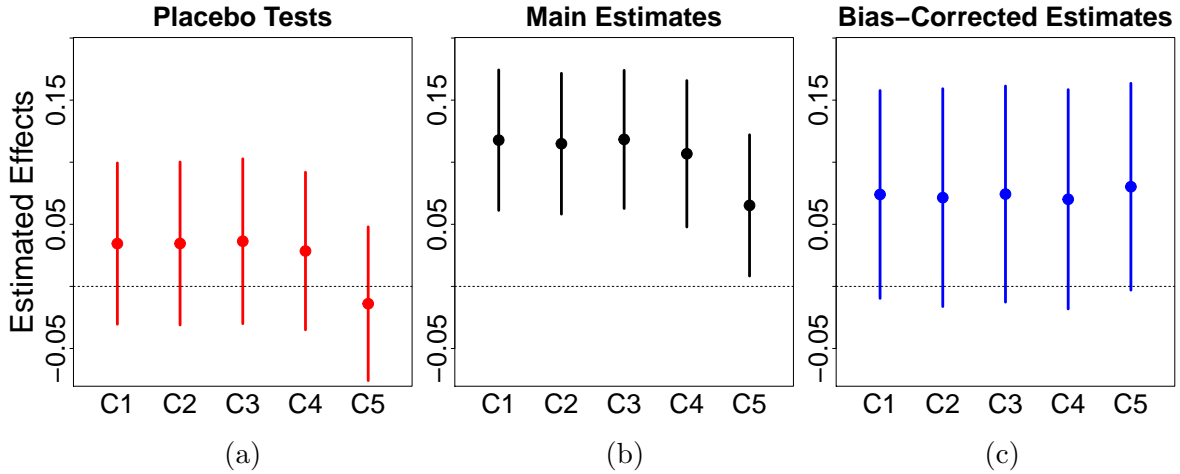 Placebo Tests
Main Estimates
Bias−Corrected Estimates
Estimated Effects
0.15
0.05
−0.05
0.15
0.05
−0.05
0.15
0.05
−0.05
C1 C2 C3 C4 C5
C1 C2 C3 C4 C5
C1 C2 C3 C4 C5
(a)
(b)
(c)